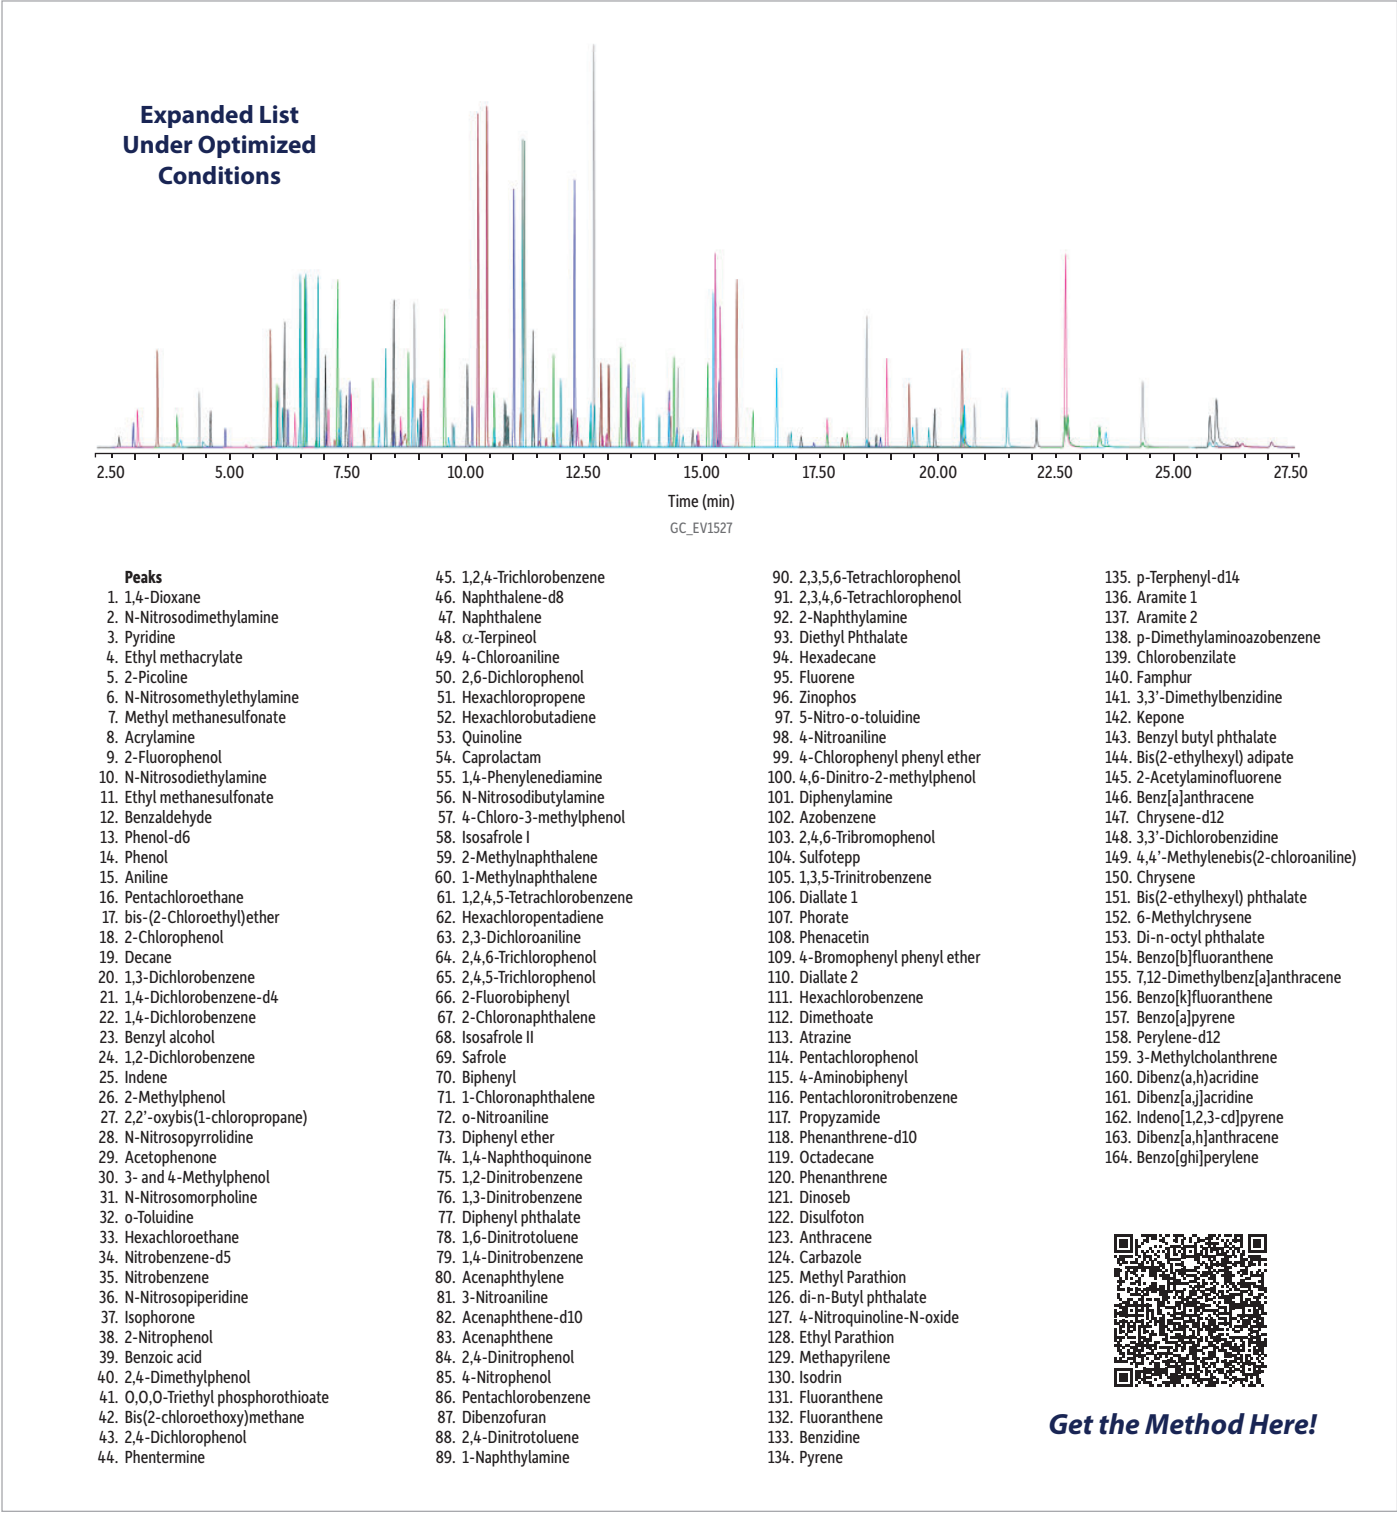 Expanded List
Under Optimized
Conditions
2.50 5.00 7.50 10.00 12.50 15.00 17.50 20.00 22.50 25.00 27.50
Time (min)
GC_EV1527
Peaks
1. 1,4-Dioxane
2. N-Nitrosodimethylamine
3. Pyridine
4. Ethyl methacrylate
5. 2-Picoline
6. N-Nitrosomethylethylamine
7. Methyl methanesulfonate
8. Acrylamine
9. 2-Fluorophenol
10. N-Nitrosodiethylamine
11. Ethyl methanesulfonate
12. Benzaldehyde
13. Phenol-d6
14. Phenol
15. Aniline
16. Pentachloroethane
17. bis-(2-Chloroethyl)ether
18. 2-Chlorophenol
19. Decane
20. 1,3-Dichlorobenzene
21. 1,4-Dichlorobenzene-d4
22. 1,4-Dichlorobenzene
23. Benzyl alcohol
24. 1,2-Dichlorobenzene
25. Indene
26. 2-Methylphenol
27. 2,2’-oxybis(1-chloropropane)
28. N-Nitrosopyrrolidine
29. Acetophenone
30. 3- and 4-Methylphenol
31. N-Nitrosomorpholine
32. o-Toluidine
33. Hexachloroethane
34. Nitrobenzene-d5
35. Nitrobenzene
36. N-Nitrosopiperidine
37. Isophorone
38. 2-Nitrophenol
39. Benzoic acid
40. 2,4-Dimethylphenol
41. O,O,O-Triethyl phosphorothioate
42. Bis(2-chloroethoxy)methane
43. 2,4-Dichlorophenol
44. Phentermine
45. 1,2,4-Trichlorobenzene
46. Naphthalene-d8
47. Naphthalene
48. α-Terpineol
49. 4-Chloroaniline
50. 2,6-Dichlorophenol
51. Hexachloropropene
52. Hexachlorobutadiene
53. Quinoline
54. Caprolactam
55. 1,4-Phenylenediamine
56. N-Nitrosodibutylamine
57. 4-Chloro-3-methylphenol
58. Isosafrole I
59. 2-Methylnaphthalene
60. 1-Methylnaphthalene
61. 1,2,4,5-Tetrachlorobenzene
62. Hexachloropentadiene
63. 2,3-Dichloroaniline
64. 2,4,6-Trichlorophenol
65. 2,4,5-Trichlorophenol
66. 2-Fluorobiphenyl
67. 2-Chloronaphthalene
68. Isosafrole II
69. Safrole
70. Biphenyl
71. 1-Chloronaphthalene
72. o-Nitroaniline
73. Diphenyl ether
74. 1,4-Naphthoquinone
75. 1,2-Dinitrobenzene
76. 1,3-Dinitrobenzene
77. Diphenyl phthalate
78. 1,6-Dinitrotoluene
79. 1,4-Dinitrobenzene
80. Acenaphthylene
81. 3-Nitroaniline
82. Acenaphthene-d10
83. Acenaphthene
84. 2,4-Dinitrophenol
85. 4-Nitrophenol
86. Pentachlorobenzene
87. Dibenzofuran
88. 2,4-Dinitrotoluene
89. 1-Naphthylamine
90. 2,3,5,6-Tetrachlorophenol
91. 2,3,4,6-Tetrachlorophenol
92. 2-Naphthylamine
93. Diethyl Phthalate
94. Hexadecane
95. Fluorene
96. Zinophos
97. 5-Nitro-o-toluidine
98. 4-Nitroaniline
99. 4-Chlorophenyl phenyl ether
100. 4,6-Dinitro-2-methylphenol
101. Diphenylamine
102. Azobenzene
103. 2,4,6-Tribromophenol
104. Sulfotepp
105. 1,3,5-Trinitrobenzene
106. Diallate 1
107. Phorate
108. Phenacetin
109. 4-Bromophenyl phenyl ether
110. Diallate 2
111. Hexachlorobenzene
112. Dimethoate
113. Atrazine
114. Pentachlorophenol
115. 4-Aminobiphenyl
116. Pentachloronitrobenzene
117. Propyzamide
118. Phenanthrene-d10
119. Octadecane
120. Phenanthrene
121. Dinoseb
122. Disulfoton
123. Anthracene
124. Carbazole
125. Methyl Parathion
126. di-n-Butyl phthalate
127. 4-Nitroquinoline-N-oxide
128. Ethyl Parathion
129. Methapyrilene
130. Isodrin
131. Fluoranthene
132. Fluoranthene
133. Benzidine
134. Pyrene
135. p-Terphenyl-d14
136. Aramite 1
137. Aramite 2
138. p-Dimethylaminoazobenzene
139. Chlorobenzilate
140. Famphur
141. 3,3’-Dimethylbenzidine
142. Kepone
143. Benzyl butyl phthalate
144. Bis(2-ethylhexyl) adipate
145. 2-Acetylaminofluorene
146. Benz[a]anthracene
147. Chrysene-d12
148. 3,3’-Dichlorobenzidine
149. 4,4’-Methylenebis(2-chloroaniline)
150. Chrysene
151. Bis(2-ethylhexyl) phthalate
152. 6-Methylchrysene
153. Di-n-octyl phthalate
154. Benzo[b]fluoranthene
155. 7,12-Dimethylbenz[a]anthracene
156. Benzo[k]fluoranthene
157. Benzo[a]pyrene
158. Perylene-d12
159. 3-Methylcholanthrene
160. Dibenz(a,h)acridine
161. Dibenz[a,j]acridine
162. Indeno[1,2,3-cd]pyrene
163. Dibenz[a,h]anthracene
164. Benzo[ghi]perylene
Get the Method Here!